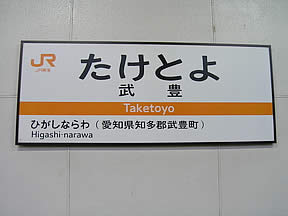 JR
JR東海
たけとよ
武豊
Taketoyo
ひがしならわ（愛知県知多郡武豊町）
Higashi-narawa